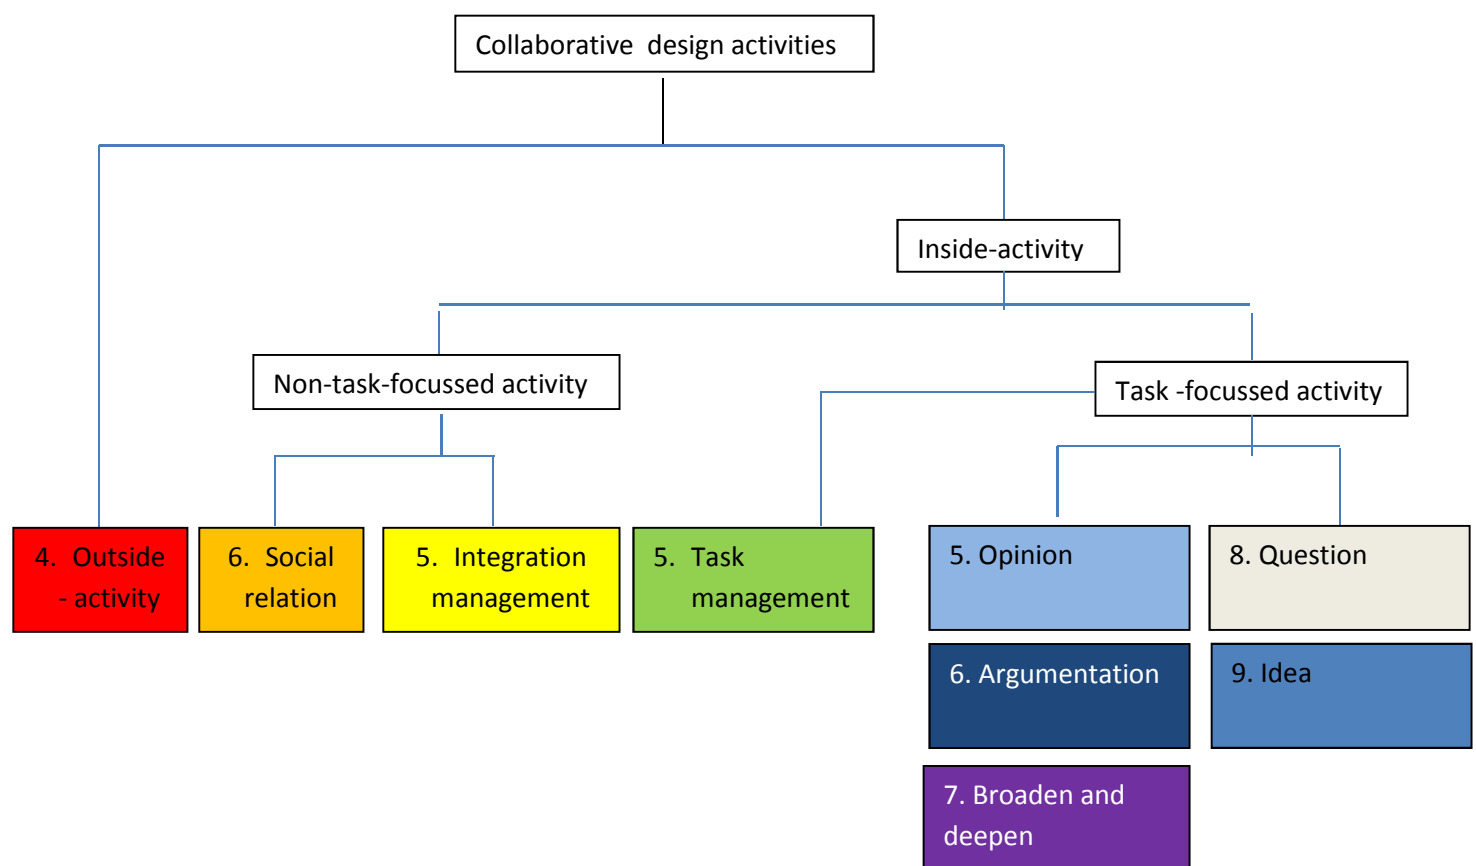 Collaborative design activities
Inside-activity
Non-task-focussed activity
Task -focussed activity
4. Outside
- activity
6. Social
relation
5. Integration
management
5. Task
management
5. Opinion
8. Question
6. Argumentation
9. Idea
7. Broaden and
deepen